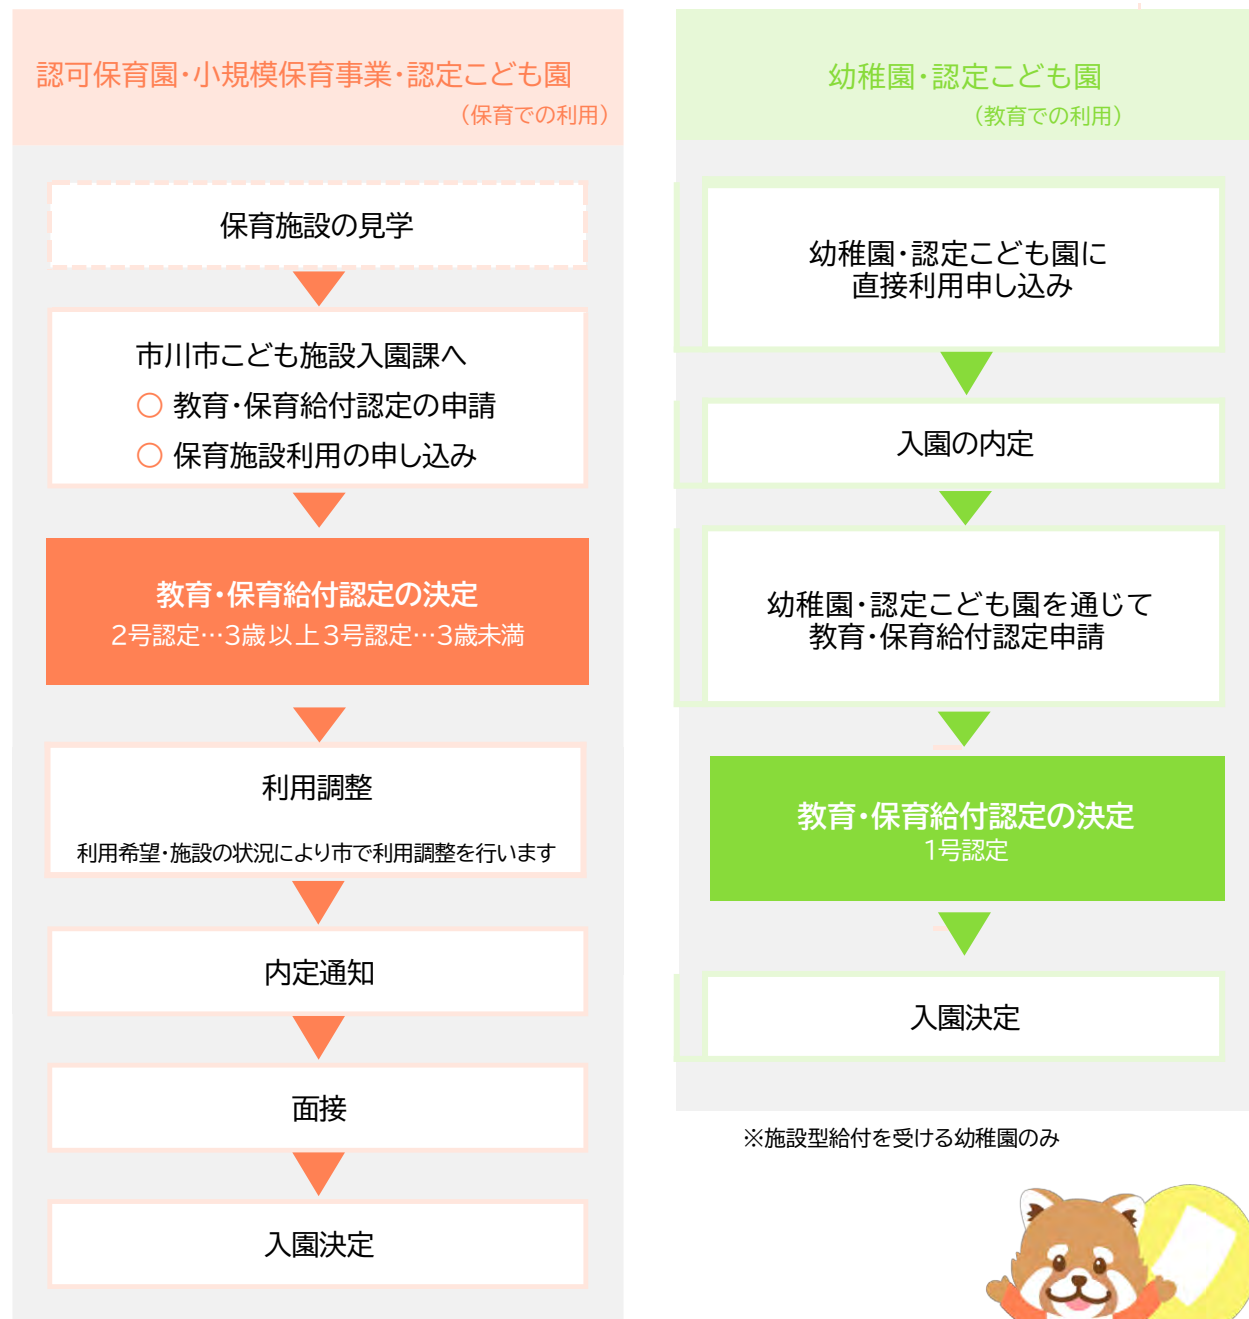 認可保育園・小規模保育事業・認定こども園
（保育での利用）
保育施設の見学
市川市こども施設入園課へ
○ 教育・保育給付認定の申請
○ 保育施設利用の申し込み
教育・保育給付認定の決定
2号認定…3歳以上3号認定…3歳未満
利用調整
利用希望・施設の状況により市で利用調整を行います
内定通知
面接
入園決定
幼稚園・認定こども園
（教育での利用）
幼稚園・認定こども園に
直接利用申し込み
入園の内定
幼稚園・認定こども園を通じて
教育・保育給付認定申請
教育・保育給付認定の決定
1号認定
入園決定
※施設型給付を受ける幼稚園のみ